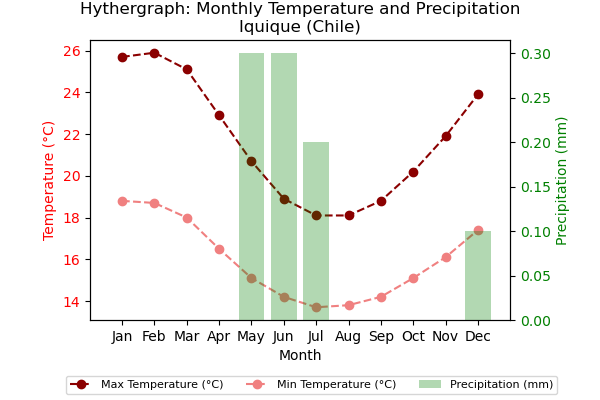 Hythergraph: Monthly Temperature and Precipitation
Iquique (Chile)
26
24
22
20
18
16
14
Temperature (°C)
0.30
0.25
0.20
0.15
0.10
0.05
0.00
Precipitation (mm)
Jan Feb Mar Apr May Jun Jul Aug Sep Oct Nov Dec
Month
Max Temperature (°C) Min Temperature (°C) Precipitation (mm)